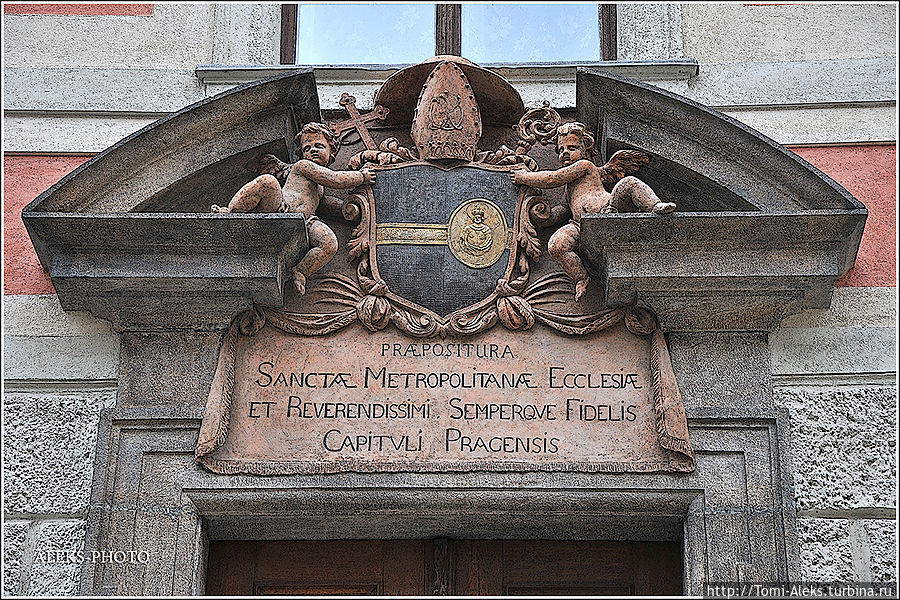 PRÆPOSITURA
SANCTÆ METROPOLITANÆ ECCLESIÆ
ET REVERENDISSIMI SEMPERQVE FIDELIS
CAPITVLI PRAGENSIS
ALEKS-PHOTO
http://Tomi-Aleks.turbina.ru